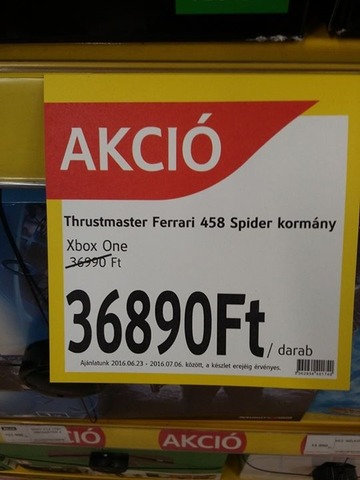 AKCIÓ
Thrustmaster Ferrari 458 Spider kormány
Xbox One
36990 Ft
36890Ft/ darab
Ajánlatunk 2016.06.23 - 2016.07.06. között, a készlet erejéig érvényes.
CIÓ AKCIÓ